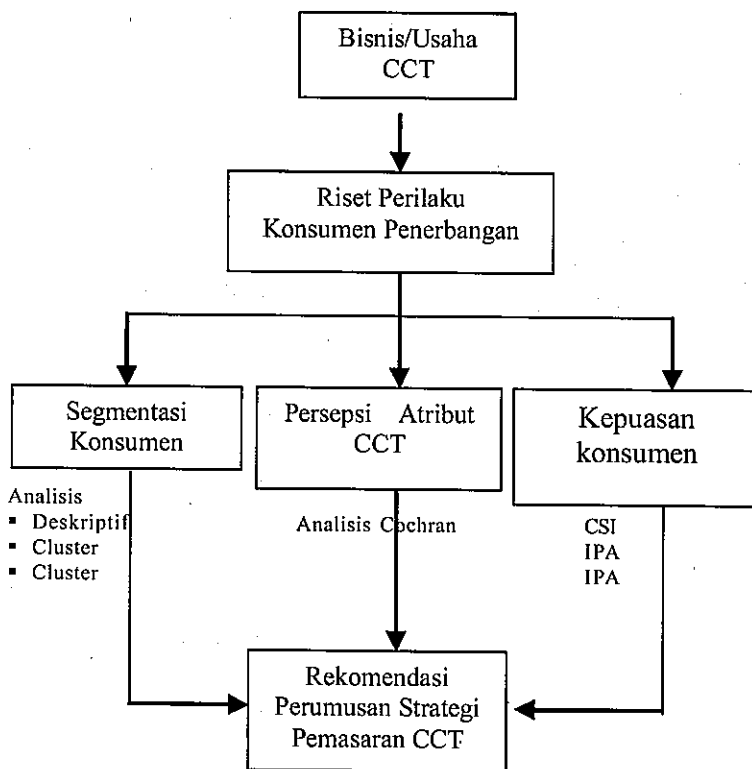 Bisnis/Usaha
CCT
Riset Perilaku
Konsumen Penerbangan
Segmentasi
Konsumen
Persepsi Atribut
CCT
Kepuasan
konsumen
Analisis
▪ Deskriptif
▪ Cluster
▪ Cluster
Analisis Cochran
CSI
IPA
IPA
Rekomendasi
Perumusan Strategi
Pemasaran CCT